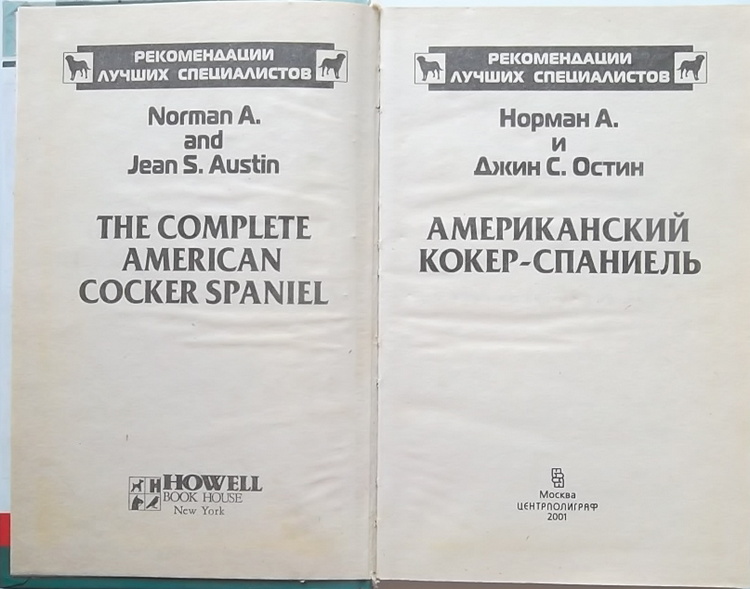 РЕКОМЕНДАЦИИ
ЛУЧШИХ СПЕЦИАЛИСТОВ
Norman A.
and
Jean S. Austin
THE COMPLETE
AMERICAN
COCKER SPANIEL
HOWELL
BOOK HOUSE
New York
РЕКОМЕНДАЦИИ
ЛУЧШИХ СПЕЦИАЛИСТОВ
Норман А.
и
Джин С. Остин
АМЕРИКАНСКИЙ
КОКЕР-СПАНИЕЛЬ
Москва
ЦЕНТРПОЛИГРАФ
2001